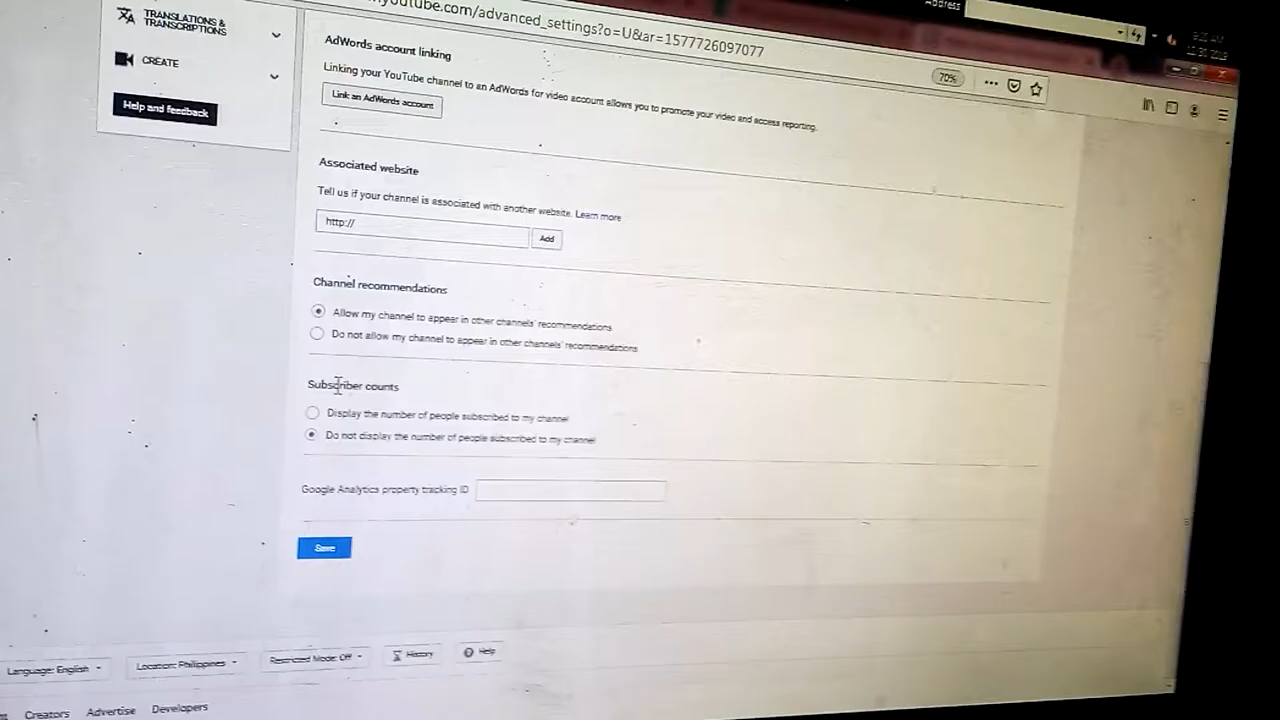 Address
youtube.com/advanced_settings?o=U&ar=1577726097077
70%
TRANSLATIONS &
TRANSCRIPTIONS
CREATE
Help and feedback
AdWords account linking
Linking your YouTube channel to an AdWords for video account allows you to promote your video and access reporting.
Link an AdWords account
Associated website
Tell us if your channel is associated with another website. Learn more
http://
Add
Channel recommendations
Allow my channel to appear in other channels' recommendations
Do not allow my channel to appear in other channels' recommendations
Subscriber counts
Display the number of people subscribed to my channel
Do not display the number of people subscribed to my channel
Google Analytics property tracking ID
Save
Language: English
Location: Philippines
Restricted Mode: Off
History
Help
Creators
Advertise
Developers